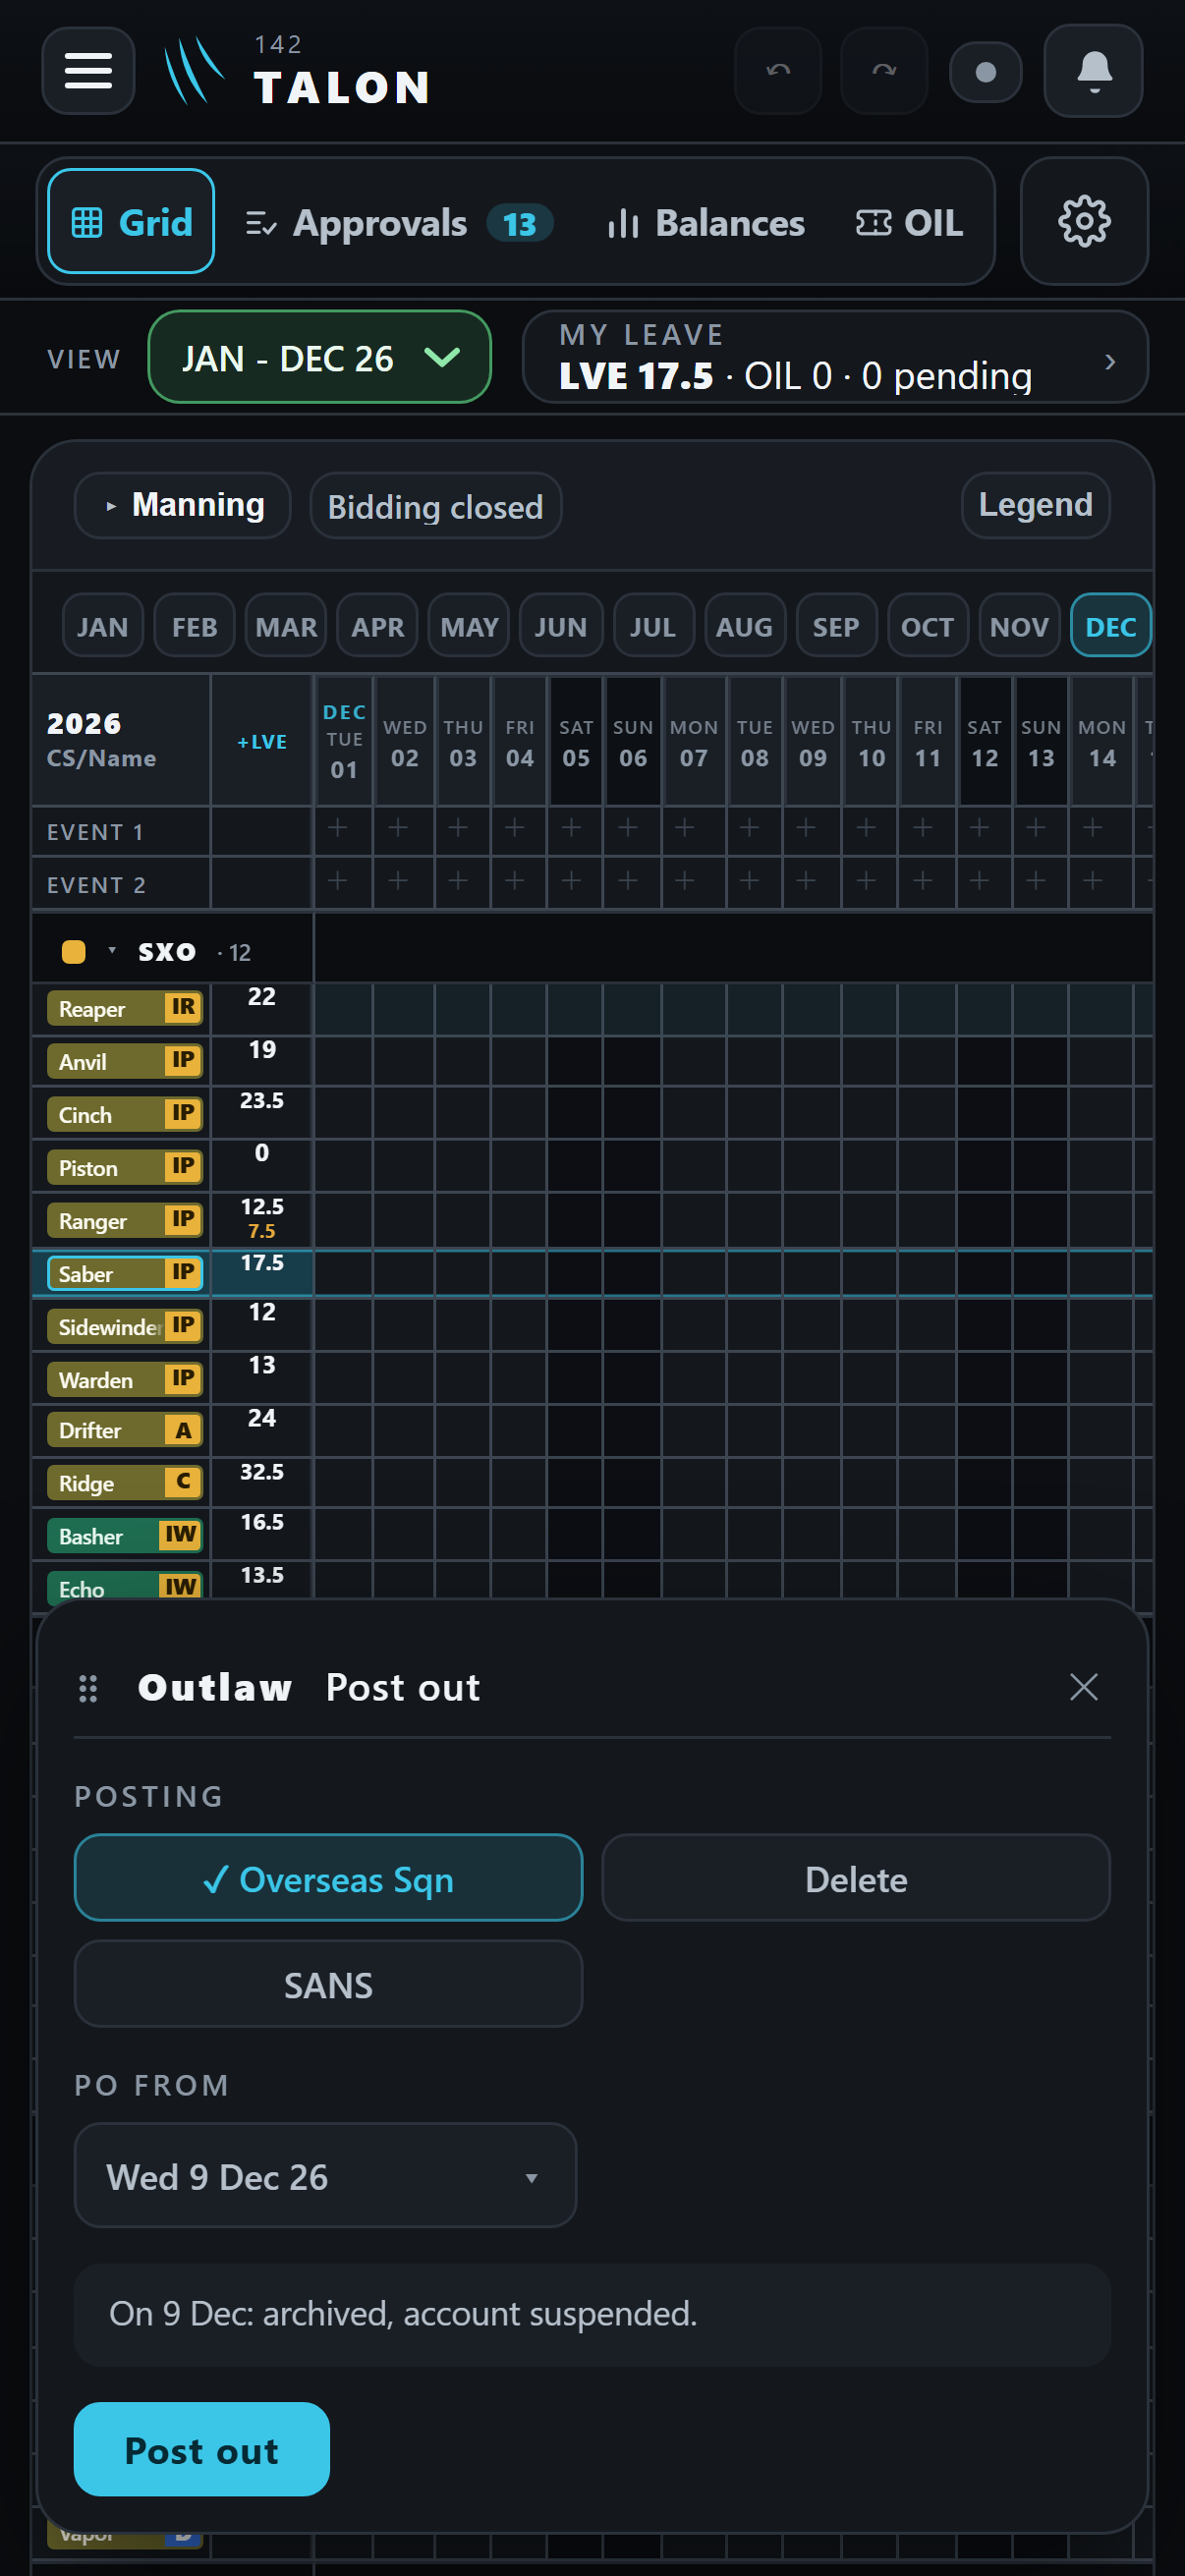 142
TALON
Grid
Approvals 13
Balances
OIL
VIEW
JAN - DEC 26
MY LEAVE
LVE 17.5 · OIL 0 · 0 pending
Manning
Bidding closed
Legend
JAN FEB MAR APR MAY JUN JUL AUG SEP OCT NOV DEC
2026
CS/Name
+LVE
DEC
TUE 01
WED 02
THU 03
FRI 04
SAT 05
SUN 06
MON 07
TUE 08
WED 09
THU 10
FRI 11
SAT 12
SUN 13
MON 14
EVENT 1
EVENT 2
SXO · 12
Reaper IR 22
Anvil IP 19
Cinch IP 23.5
Piston IP 0
Ranger IP 12.5
7.5
Saber IP 17.5
Sidewinder IP 12
Warden IP 13
Drifter A 24
Ridge C 32.5
Basher IW 16.5
Echo IW 13.5
Outlaw Post out
POSTING
✓ Overseas Sqn
Delete
SANS
PO FROM
Wed 9 Dec 26
On 9 Dec: archived, account suspended.
Post out